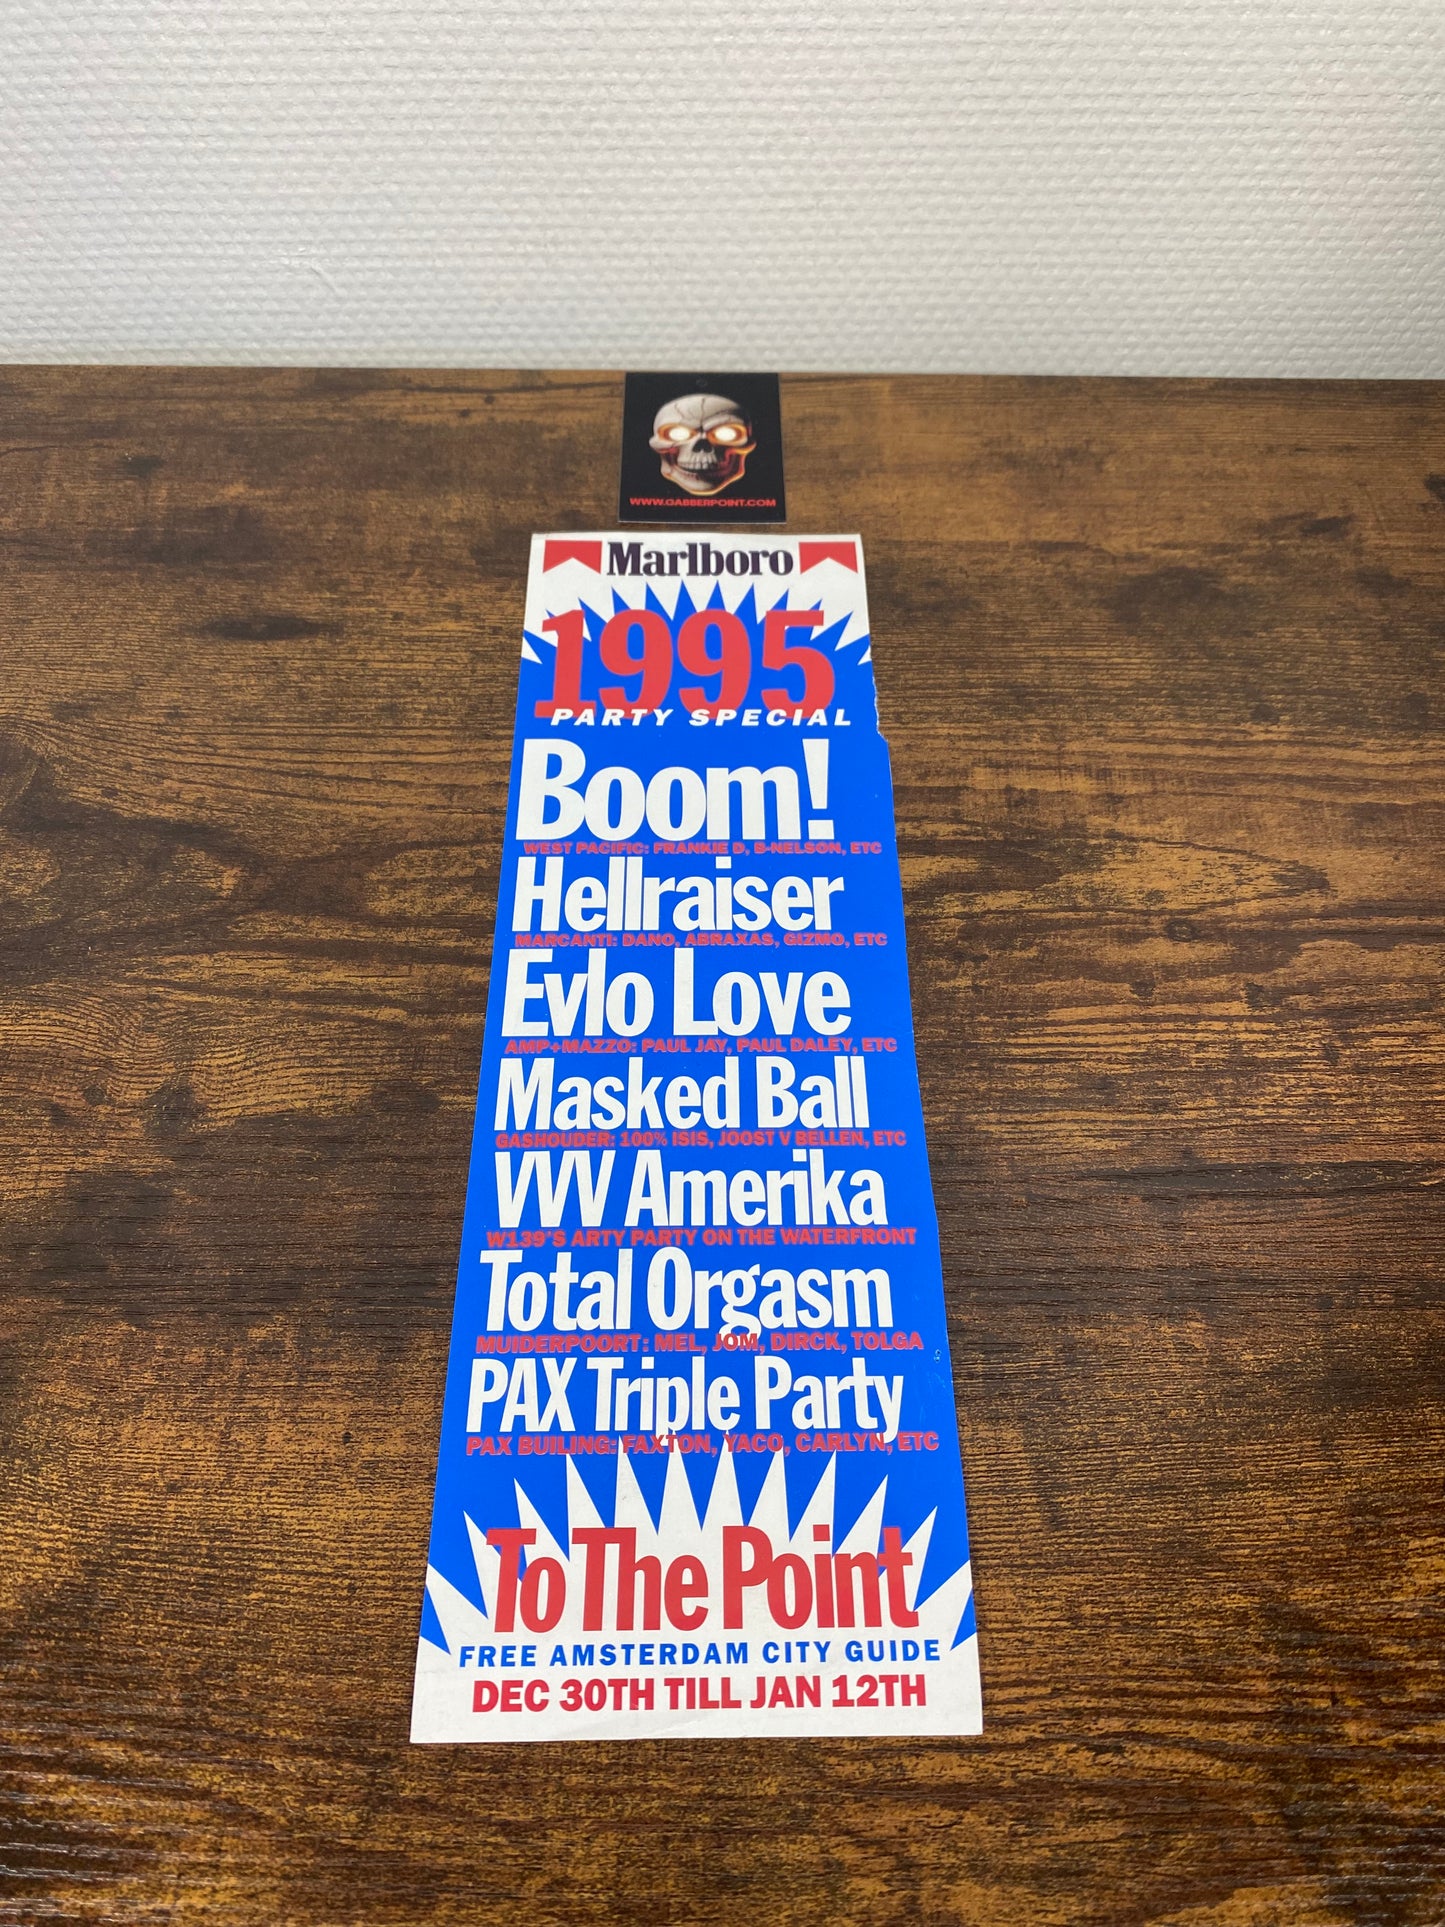 WWW.GABBERPOINT.COM
Marlboro
1995
PARTY SPECIAL
Boom!
WEST PACIFIC: FRANKIE D, B-NELSON, ETC
Hellraiser
MARCANTI: DANO, ABRAXAS, GIZMO, ETC
Evlo Love
AMP+MAZZO: PAUL JAY, PAUL DALEY, ETC
Masked Ball
GASHOUDER: 100% ISIS, JOOST V BELLEN, ETC
VVV Amerika
W139'S ARTY PARTY ON THE WATERFRONT
Total Orgasm
MUIDERPOORT: MEL, JOM, DIRCK, TOLGA
PAX Triple Party
PAX BUILING: FAXTON, YACO, CARLYN, ETC
To The Point
FREE AMSTERDAM CITY GUIDE
DEC 30TH TILL JAN 12TH